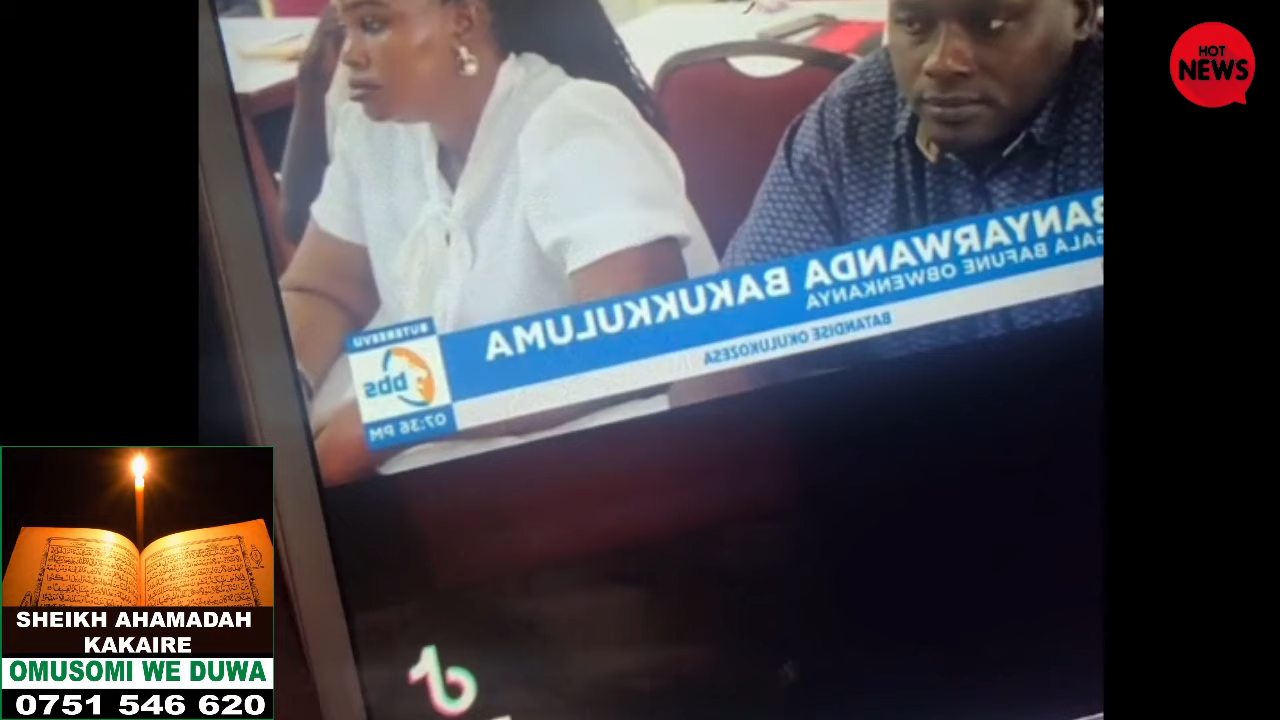 HOT
NEWS
BANYARWANDA BAKUKKULUMA
BAFUNE OBWENKANYA
BATANDISE OKULUKOZESA
BUTEREEVU
bbs
07:36 PM
SHEIKH AHAMADAH
KAKAIRE
OMUSOMI WE DUWA
0751 546 620